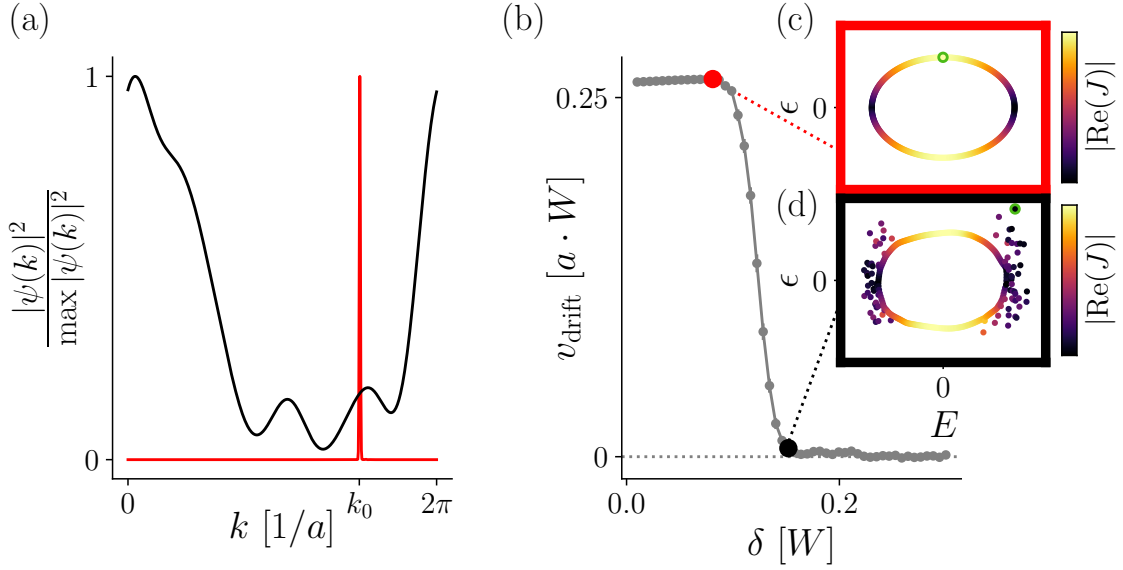 (a)
1
0
|ψ(k)|²
max |ψ(k)|²
0
k₀
2π
k [1/a]
(b)
0.25
0
v_drift [a · W]
0.0
0.2
δ [W]
(c)
ϵ
0
|Re(J)|
(d)
ϵ
0
|Re(J)|
0
E